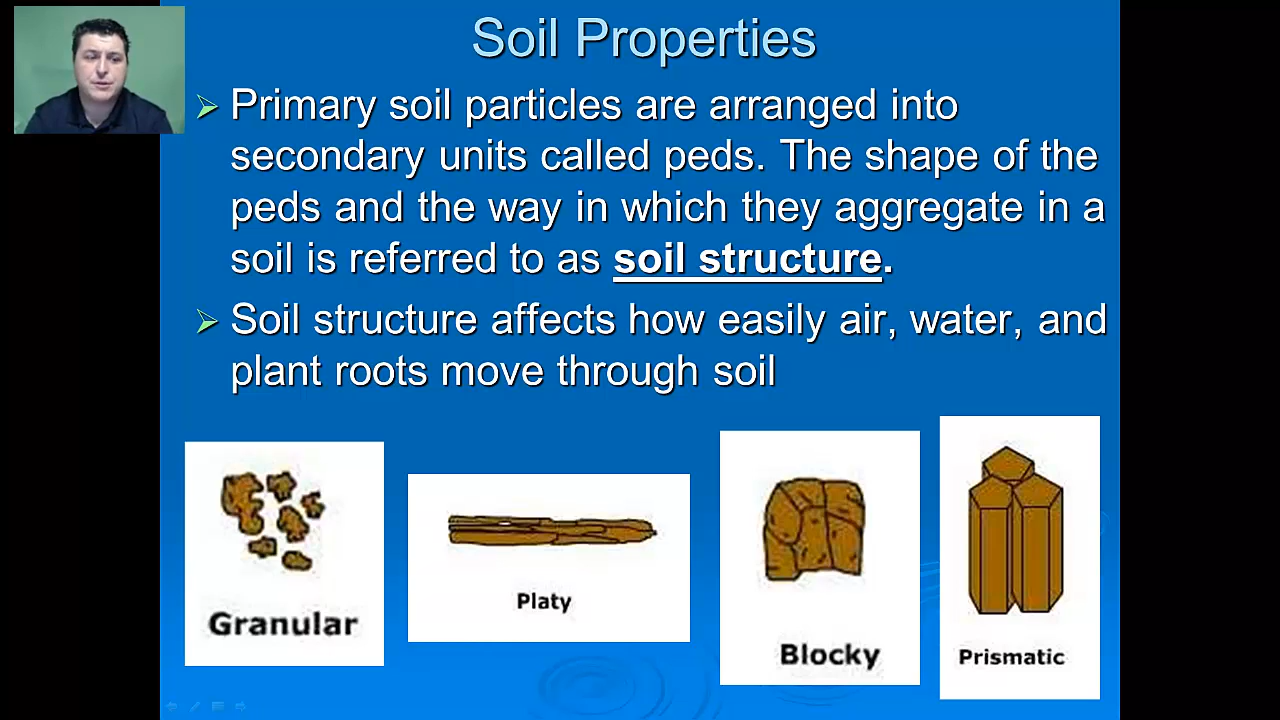 Soil Properties
Primary soil particles are arranged into
secondary units called peds. The shape of the
peds and the way in which they aggregate in a
soil is referred to as soil structure.
Soil structure affects how easily air, water, and
plant roots move through soil
Granular
Platy
Blocky
Prismatic